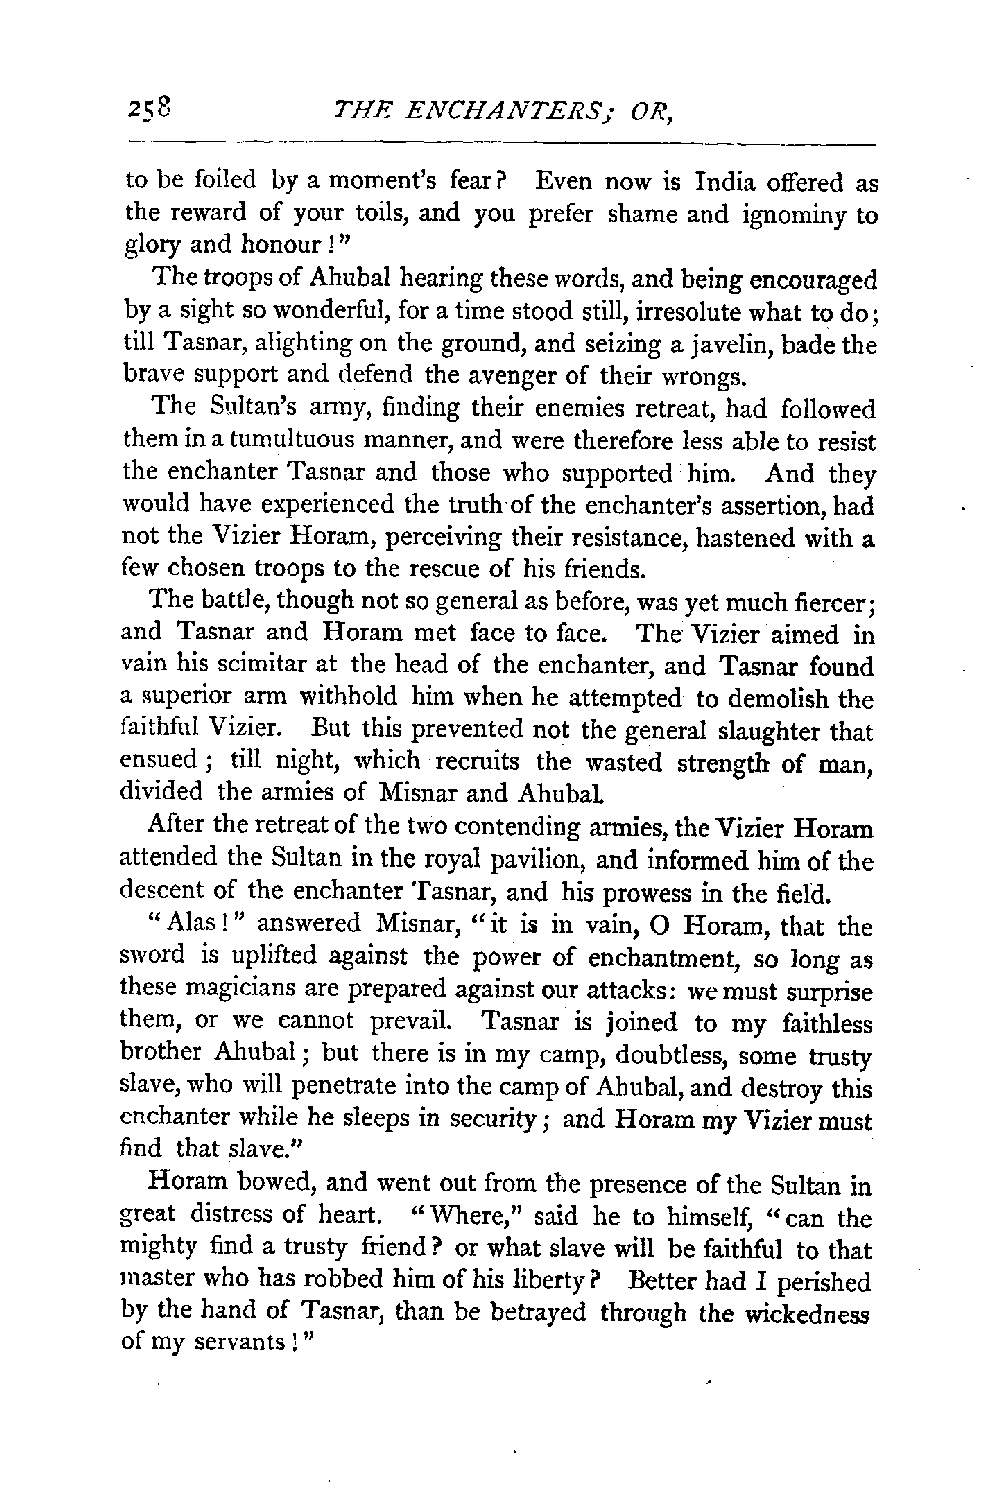 258 THE ENCHANTERS; OR,
to be foiled by a moment's fear? Even now is India offered as
the reward of your toils, and you prefer shame and ignominy to
glory and honour!"
The troops of Ahubal hearing these words, and being encouraged
by a sight so wonderful, for a time stood still, irresolute what to do;
till Tasnar, alighting on the ground, and seizing a javelin, bade the
brave support and defend the avenger of their wrongs.
The Sultan's army, finding their enemies retreat, had followed
them in a tumultuous manner, and were therefore less able to resist
the enchanter Tasnar and those who supported him. And they
would have experienced the truth of the enchanter's assertion, had
not the Vizier Horam, perceiving their resistance, hastened with a
few chosen troops to the rescue of his friends.
The battle, though not so general as before, was yet much fiercer;
and Tasnar and Horam met face to face. The Vizier aimed in
vain his scimitar at the head of the enchanter, and Tasnar found
a superior arm withhold him when he attempted to demolish the
faithful Vizier. But this prevented not the general slaughter that
ensued; till night, which recruits the wasted strength of man,
divided the armies of Misnar and Ahubal.
After the retreat of the two contending armies, the Vizier Horam
attended the Sultan in the royal pavilion, and informed him of the
descent of the enchanter Tasnar, and his prowess in the field.
"Alas!" answered Misnar, "it is in vain, O Horam, that the
sword is uplifted against the power of enchantment, so long as
these magicians are prepared against our attacks: we must surprise
them, or we cannot prevail. Tasnar is joined to my faithless
brother Ahubal; but there is in my camp, doubtless, some trusty
slave, who will penetrate into the camp of Ahubal, and destroy this
enchanter while he sleeps in security; and Horam my Vizier must
find that slave."
Horam bowed, and went out from the presence of the Sultan in
great distress of heart. "Where," said he to himself, "can the
mighty find a trusty friend? or what slave will be faithful to that
master who has robbed him of his liberty? Better had I perished
by the hand of Tasnar, than be betrayed through the wickedness
of my servants!"